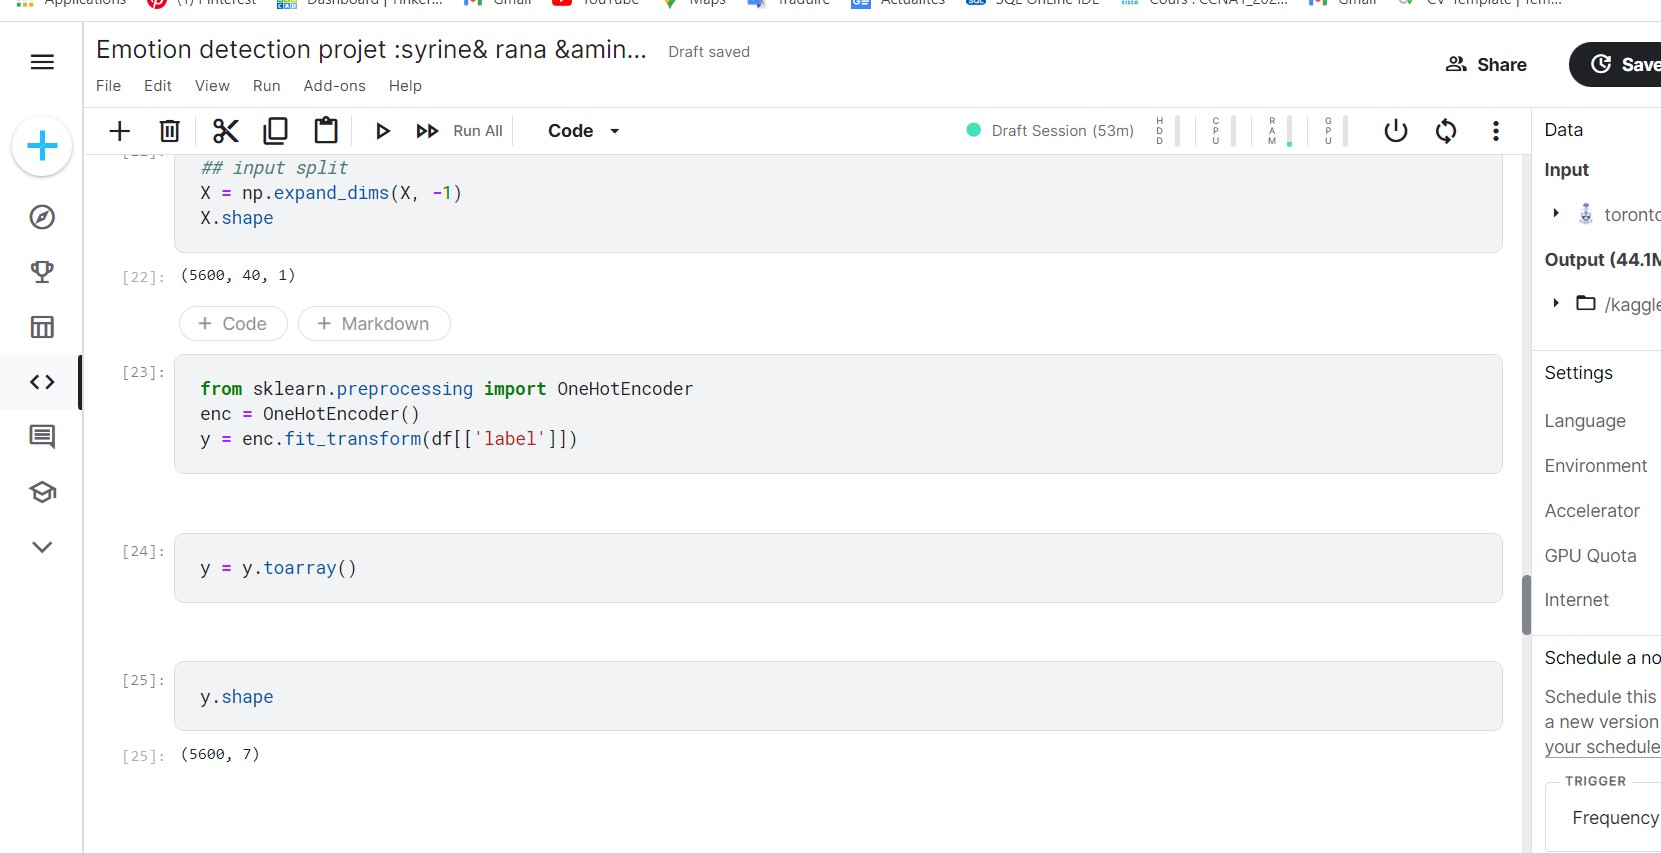 Applications
(1) Pinterest
Dashboard | Tinker...
Gmail
YouTube
Maps
Traduire
Actualités
SQL OnLine IDE
Cours : CCNA1_202...
Gmail
CV Template | Tem...
Emotion detection projet :syrine& rana &amin...
Draft saved
Share
Save
File Edit View Run Add-ons Help
Run All
Code
Draft Session (53m)
HDD
CPU
RAM
GPU
## input split
X = np.expand_dims(X, -1)
X.shape
[22]: (5600, 40, 1)
+ Code + Markdown
[23]:
from sklearn.preprocessing import OneHotEncoder
enc = OneHotEncoder()
y = enc.fit_transform(df[['label']])
[24]:
y = y.toarray()
[25]:
y.shape
[25]: (5600, 7)
Data
Input
toronto
Output (44.1M
/kaggle
Settings
Language
Environment
Accelerator
GPU Quota
Internet
Schedule a no
Schedule this
a new version
your schedule
TRIGGER
Frequency